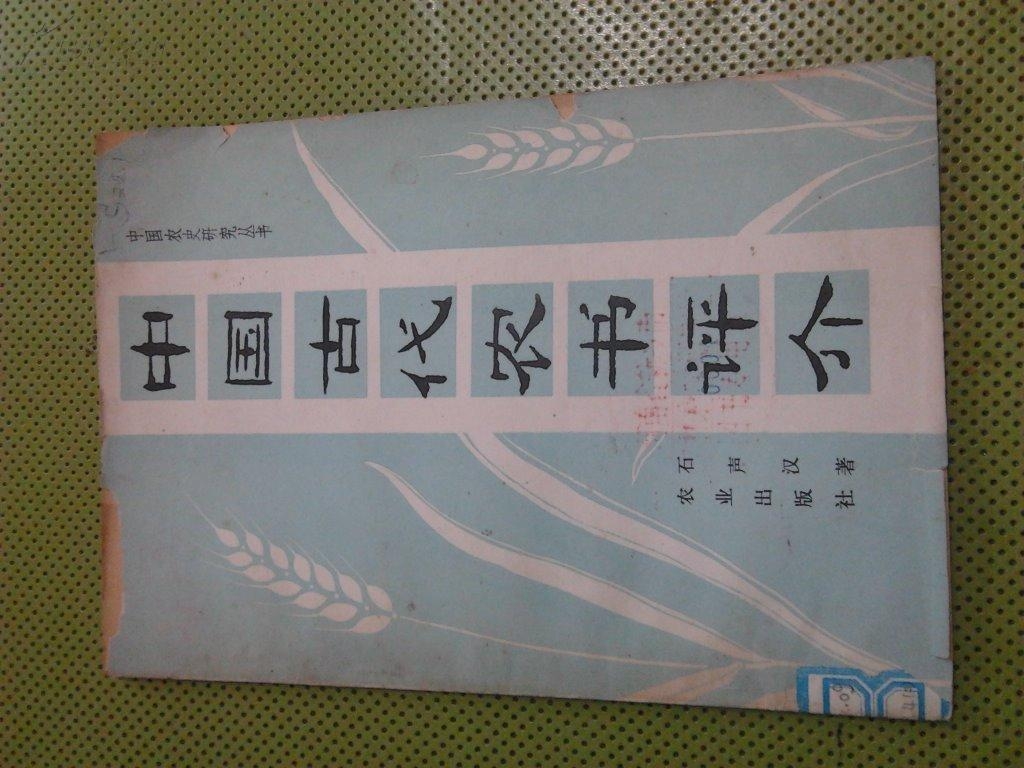 中国农史研究丛书
中国古代农书评介
石声汉著
农业出版社